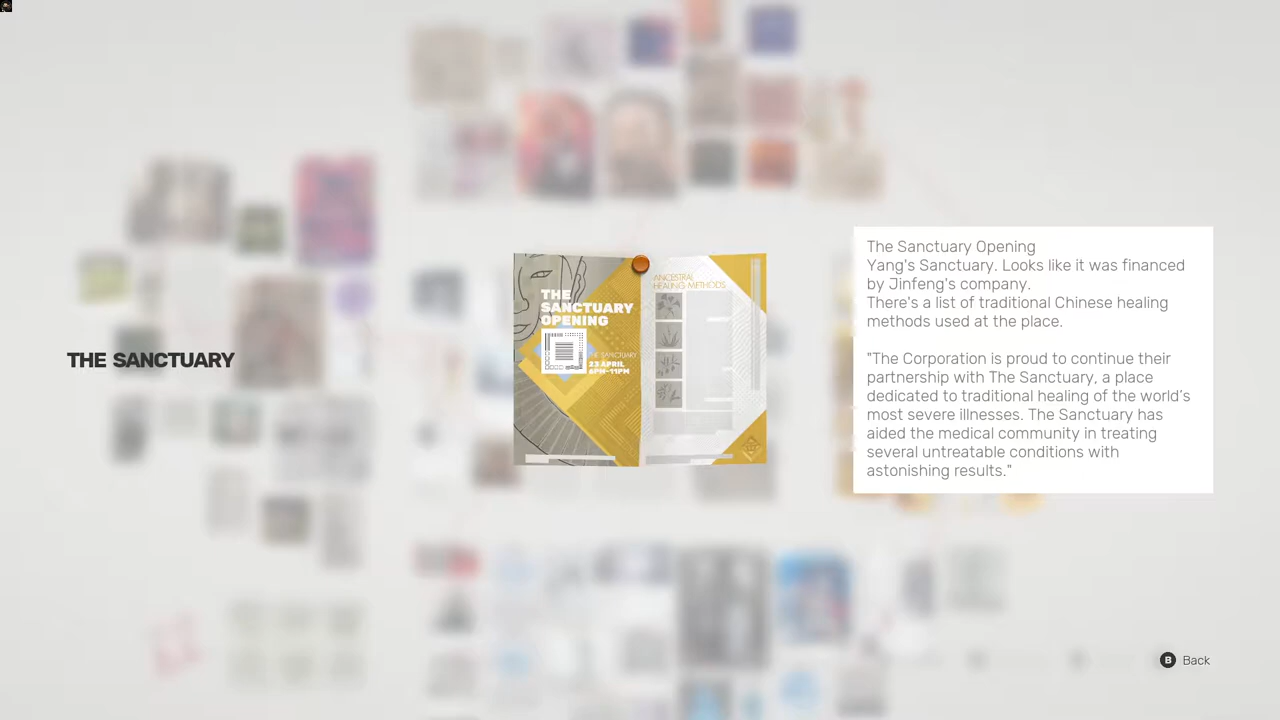 THE SANCTUARY
THE
SANCTUARY
OPENING
THE SANCTUARY
23 APRIL
6PM-11PM
ANCESTRAL
HEALING METHODS
The Sanctuary Opening
Yang's Sanctuary. Looks like it was financed
by Jinfeng's company.
There's a list of traditional Chinese healing
methods used at the place.
"The Corporation is proud to continue their
partnership with The Sanctuary, a place
dedicated to traditional healing of the world's
most severe illnesses. The Sanctuary has
aided the medical community in treating
several untreatable conditions with
astonishing results."
B Back